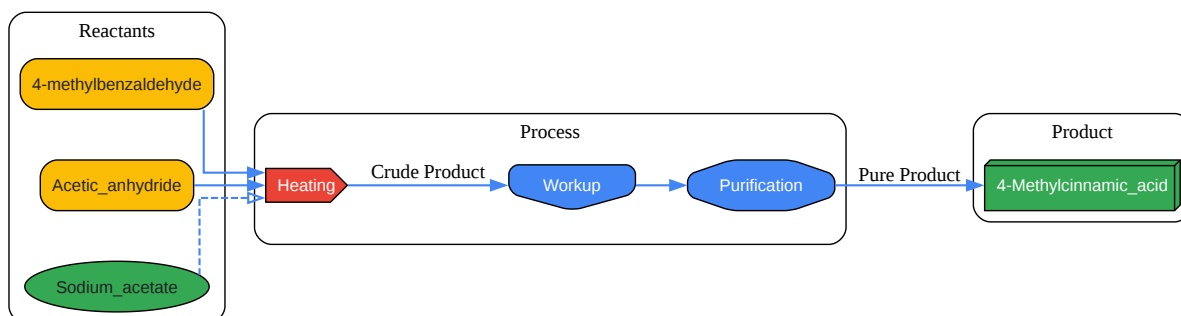 Reactants
4-methylbenzaldehyde
Acetic_anhydride
Sodium_acetate
Process
Heating
Crude Product
Workup
Purification
Pure Product
Product
4-Methylcinnamic_acid